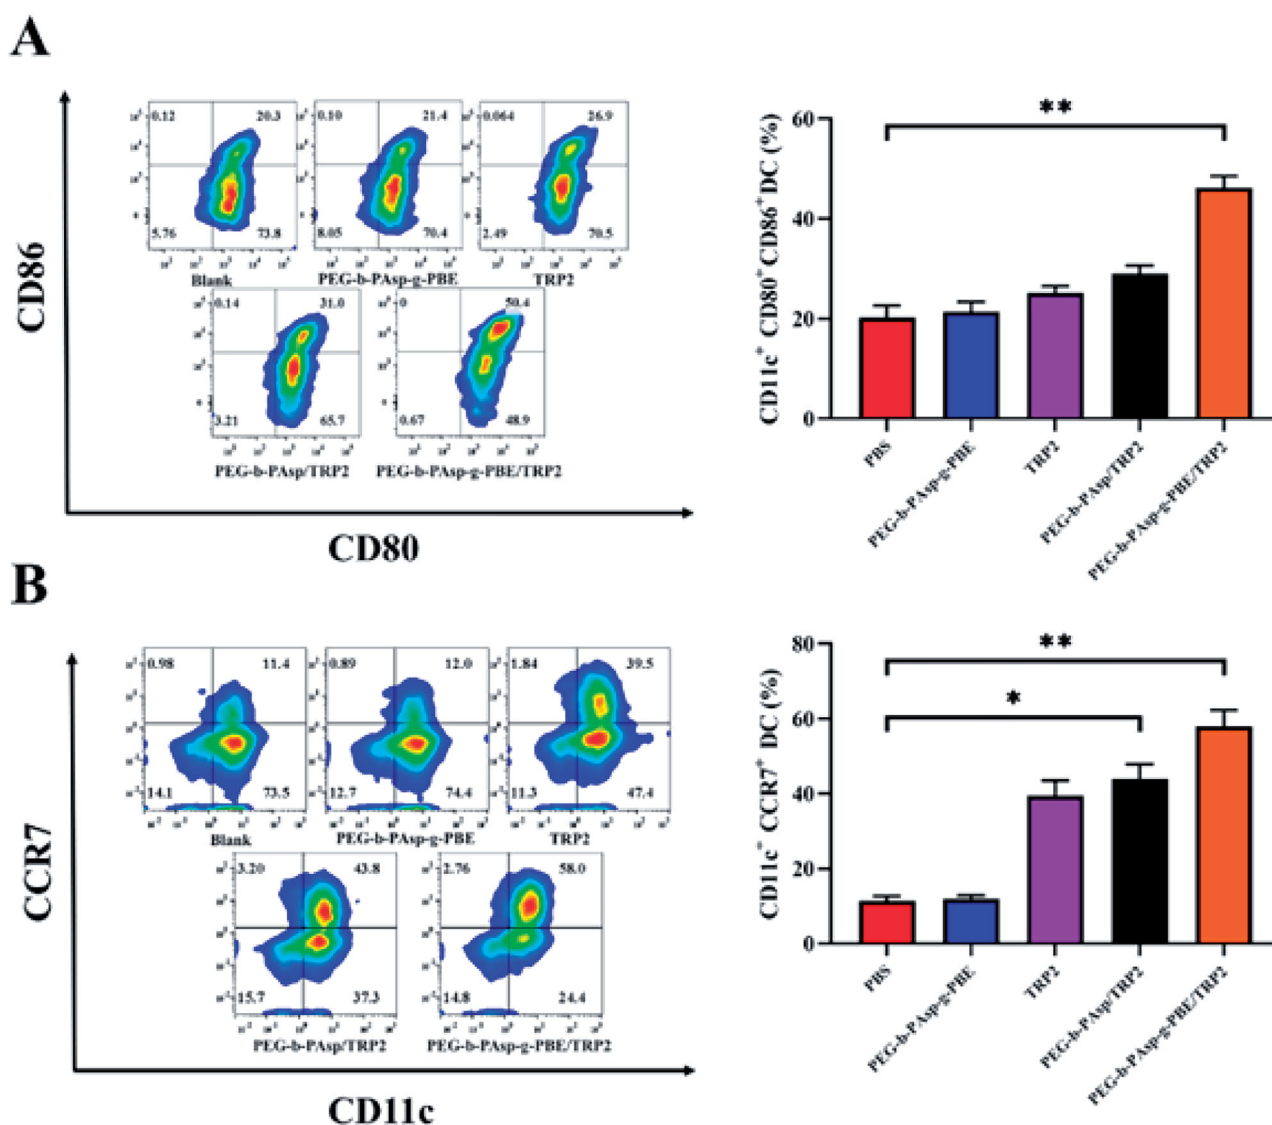 A
CD86
0.12 20.3
5.76 73.8
Blank
0.10 21.4
8.05 70.4
PEG-b-PAsp-g-PBE
0.064 26.9
2.49 70.5
TRP2
0.14 31.0
3.21 65.7
PEG-b-PAsp/TRP2
0 50.4
0.67 48.9
PEG-b-PAsp-g-PBE/TRP2
CD80
CD11c⁺ CD80⁺CD86⁺DC (%)
60
40
20
0
**
PBS
PEG-b-PAsp-g-PBE
TRP2
PEG-b-PAsp/TRP2
PEG-b-PAsp-g-PBE/TRP2
B
CCR7
0.98 11.4
14.1 73.5
Blank
0.89 12.0
12.7 74.4
PEG-b-PAsp-g-PBE
1.84 39.5
11.3 47.4
TRP2
3.20 43.8
15.7 37.3
PEG-b-PAsp/TRP2
2.76 58.0
14.8 24.4
PEG-b-PAsp-g-PBE/TRP2
CD11c
CD11c⁺ CCR7⁺ DC (%)
80
60
40
20
0
**
*
PBS
PEG-b-PAsp-g-PBE
TRP2
PEG-b-PAsp/TRP2
PEG-b-PAsp-g-PBE/TRP2